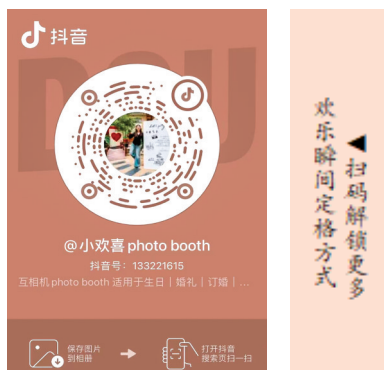 抖音
@小欢喜 photo booth
抖音号：133221615
互相机 photo booth 适用于生日｜婚礼｜订婚｜...
保存图片
到相册
打开抖音
搜索页扫一扫
◀扫码解锁更多
欢乐瞬间定格方式